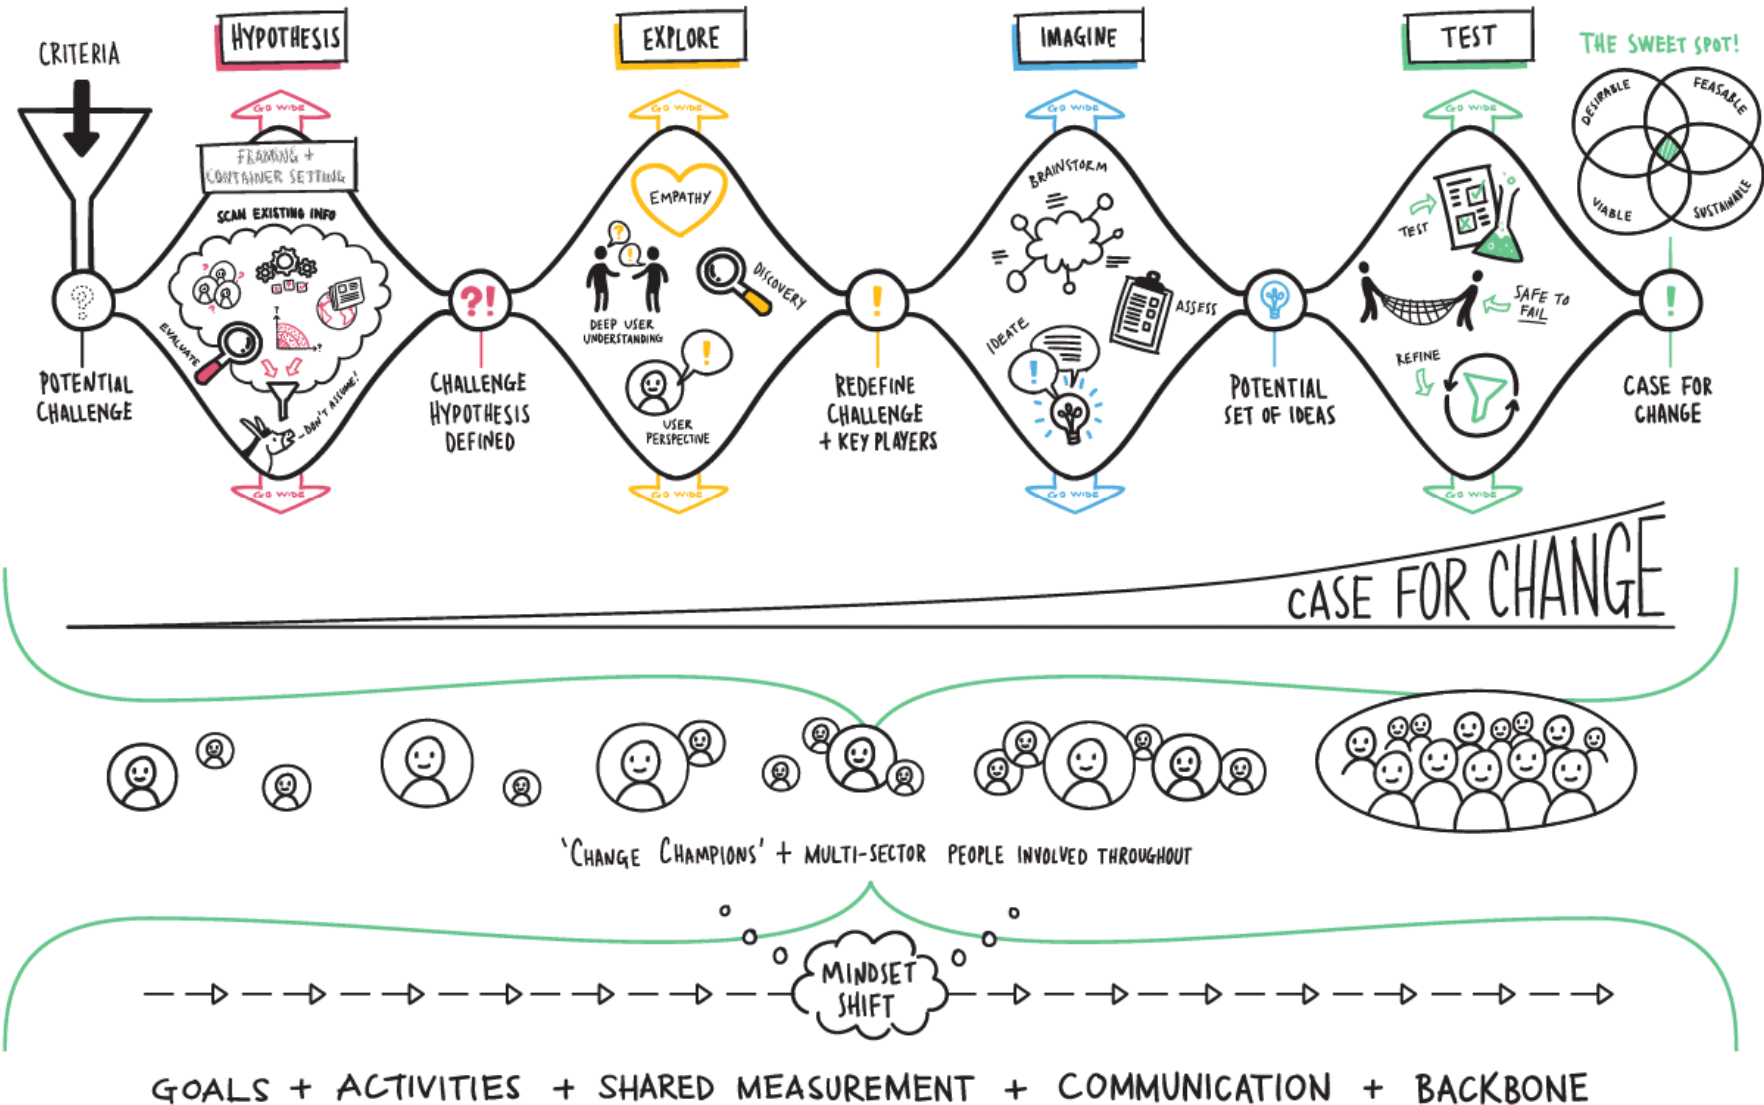 CRITERIA
HYPOTHESIS
EXPLORE
IMAGINE
TEST
THE SWEET SPOT!
GO WIDE
GO WIDE
GO WIDE
GO WIDE
DESIRABLE
FEASABLE
VIABLE
SUSTAINABLE
FRAMING +
CONTAINER SETTING
SCAN EXISTING INFO
EVALUATE
DON'T ASSUME!
EMPATHY
DEEP USER
UNDERSTANDING
DISCOVERY
USER
PERSPECTIVE
BRAINSTORM
ASSESS
IDEATE
TEST
SAFE TO
FAIL
REFINE
?
?!
!
!
POTENTIAL
CHALLENGE
CHALLENGE
HYPOTHESIS
DEFINED
REDEFINE
CHALLENGE
+ KEY PLAYERS
POTENTIAL
SET OF IDEAS
CASE FOR
CHANGE
GO WIDE
GO WIDE
GO WIDE
GO WIDE
CASE FOR CHANGE
'CHANGE CHAMPIONS' + MULTI-SECTOR PEOPLE INVOLVED THROUGHOUT
MINDSET
SHIFT
GOALS + ACTIVITIES + SHARED MEASUREMENT + COMMUNICATION + BACKBONE